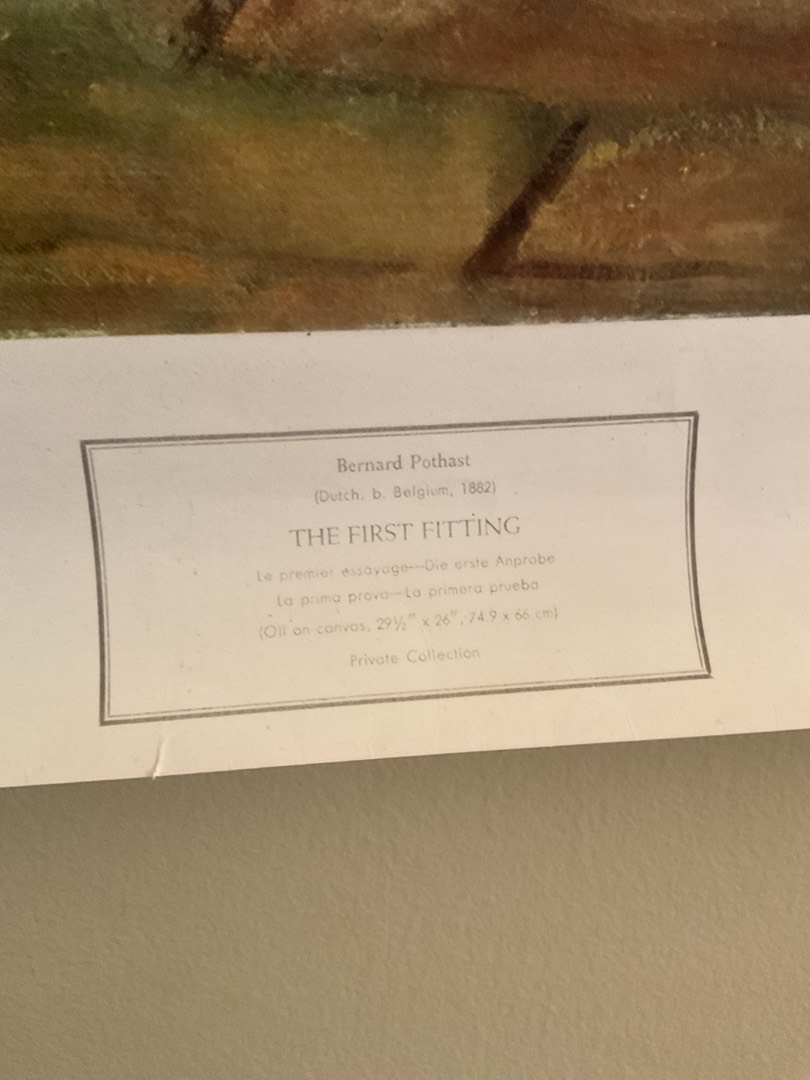 Bernard Pothast
(Dutch, b. Belgium, 1882)
THE FIRST FITTING
Le premier essayage—Die erste Anprobe
La prima prova—La primera prueba
(Oil on canvas, 29½" x 26", 74.9 x 66 cm)
Private Collection